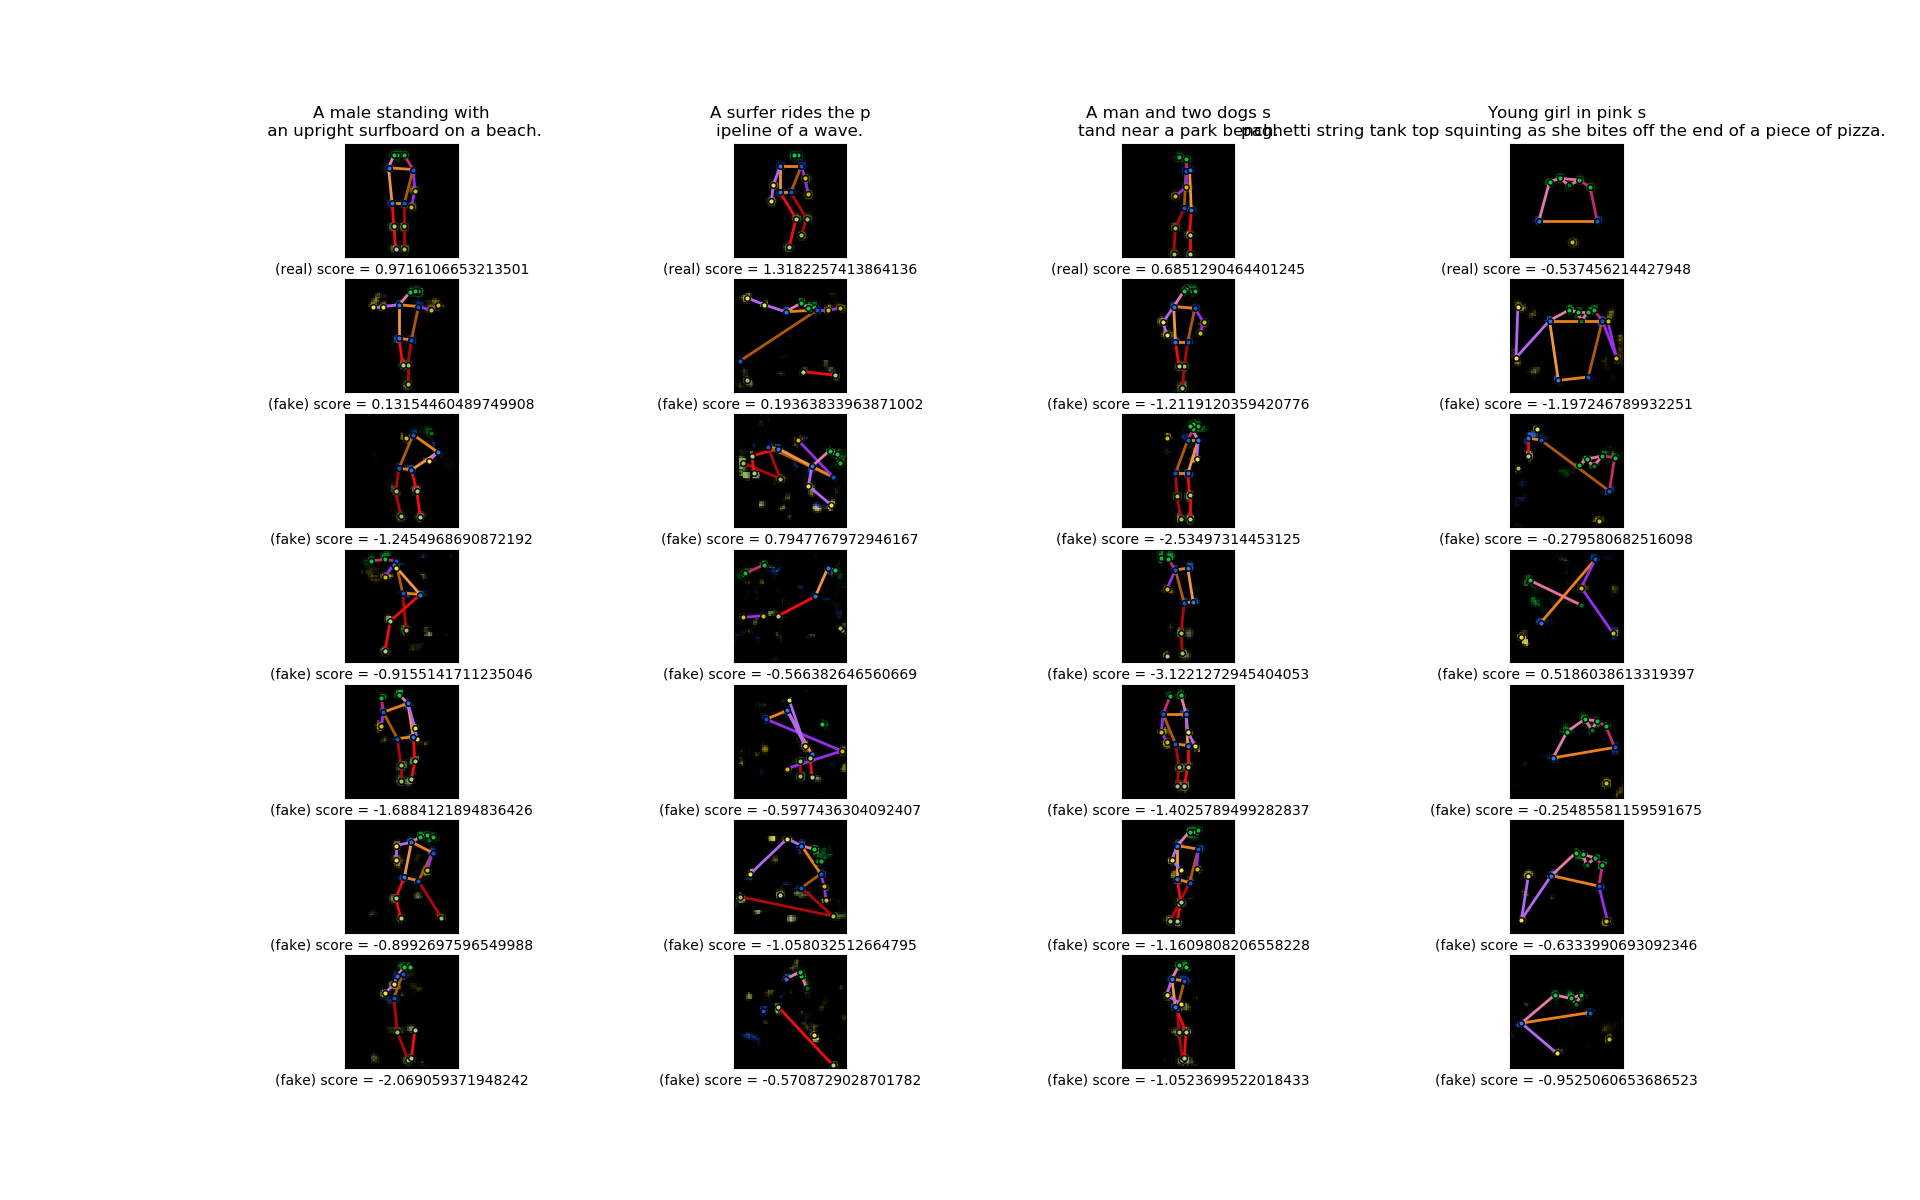 A male standing with
an upright surfboard on a beach.
A surfer rides the p
ipeline of a wave.
A man and two dogs s
tand near a park bench.
Young girl in pink s
paghetti string tank top squinting as she bites off the end of a piece of pizza.
(real) score = 0.9716106653213501
(real) score = 1.3182257413864136
(real) score = 0.6851290464401245
(real) score = -0.537456214427948
(fake) score = 0.13154460489749908
(fake) score = 0.19363833963871002
(fake) score = -1.2119120359420776
(fake) score = -1.197246789932251
(fake) score = -1.2454968690872192
(fake) score = 0.7947767972946167
(fake) score = -2.53497314453125
(fake) score = -0.279580682516098
(fake) score = -0.9155141711235046
(fake) score = -0.566382646560669
(fake) score = -3.1221272945404053
(fake) score = 0.5186038613319397
(fake) score = -1.6884121894836426
(fake) score = -0.5977436304092407
(fake) score = -1.4025789499282837
(fake) score = -0.25485581159591675
(fake) score = -0.8992697596549988
(fake) score = -1.058032512664795
(fake) score = -1.1609808206558228
(fake) score = -0.6333990693092346
(fake) score = -2.069059371948242
(fake) score = -0.5708729028701782
(fake) score = -1.0523699522018433
(fake) score = -0.9525060653686523